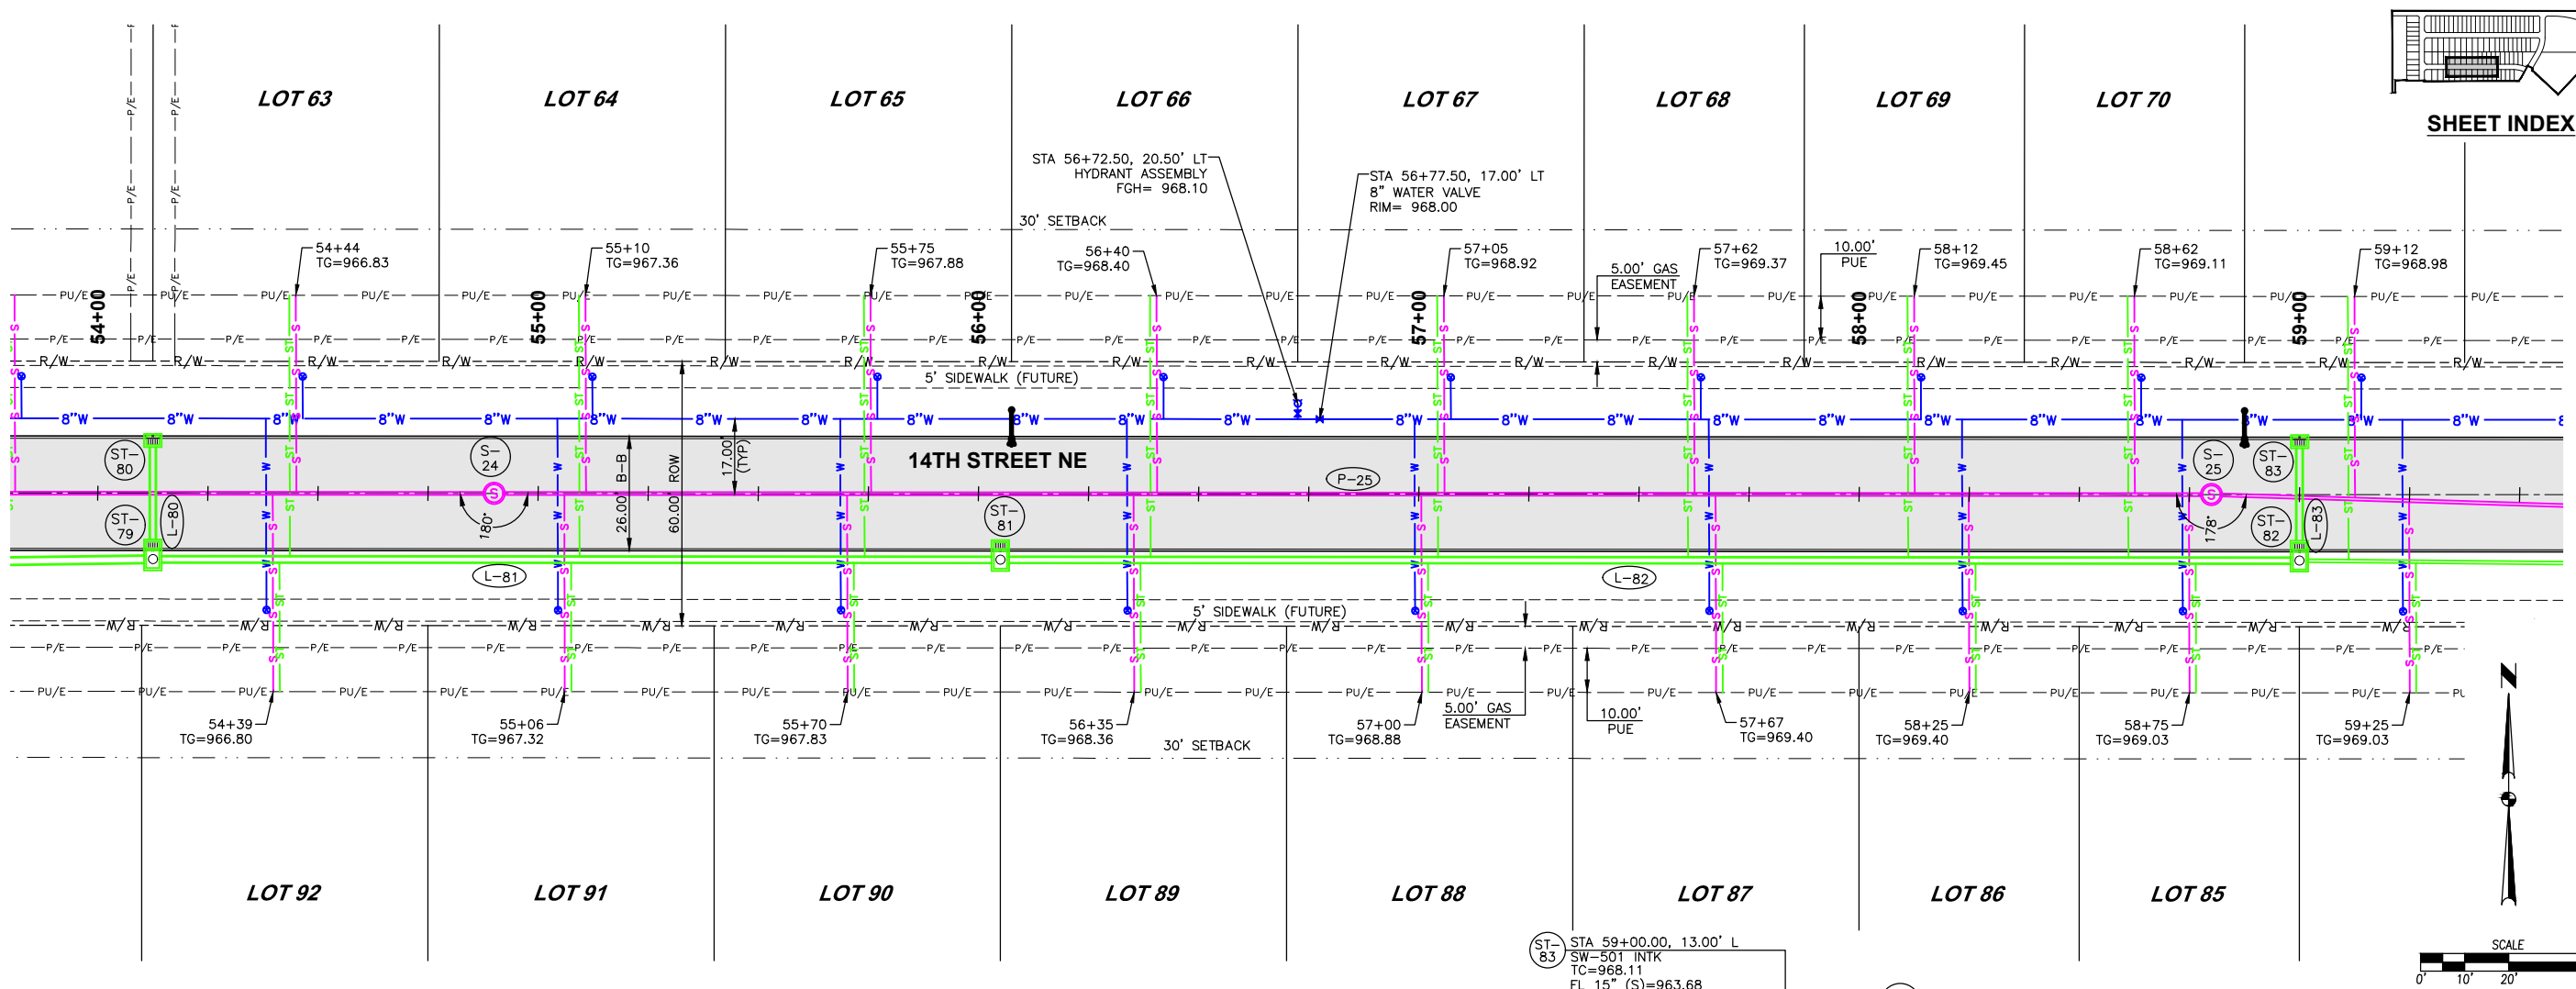 LOT 63
LOT 64
LOT 65
LOT 66
LOT 67
LOT 68
LOT 69
LOT 70
SHEET INDEX
STA 56+72.50, 20.50' LT
HYDRANT ASSEMBLY
FGH= 968.10
STA 56+77.50, 17.00' LT
8" WATER VALVE
RIM= 968.00
30' SETBACK
54+44
TG=966.83
55+10
TG=967.36
55+75
TG=967.88
56+40
TG=968.40
57+05
TG=968.92
57+62
TG=969.37
58+12
TG=969.45
58+62
TG=969.11
59+12
TG=968.98
5.00' GAS
EASEMENT
10.00'
PUE
54+00
55+00
56+00
57+00
58+00
59+00
PU/E
P/E
R/W
5' SIDEWALK (FUTURE)
8"W
ST-
80
S-
24
14TH STREET NE
P-25
S-
25
ST-
83
ST-
79
L-80
180°
26.00' B-B
60.00' ROW
17.00'
(TYP)
ST-
81
178°
ST-
82
L-83
L-81
L-82
5' SIDEWALK (FUTURE)
R/W
P/E
PU/E
54+39
TG=966.80
55+06
TG=967.32
55+70
TG=967.83
56+35
TG=968.36
57+00
TG=968.88
5.00' GAS
EASEMENT
10.00'
PUE
57+67
TG=969.40
58+25
TG=969.40
58+75
TG=969.03
59+25
TG=969.03
30' SETBACK
N
LOT 92
LOT 91
LOT 90
LOT 89
LOT 88
LOT 87
LOT 86
LOT 85
ST-
83
STA 59+00.00, 13.00' L
SW-501 INTK
TC=968.11
FL 15" (S)=963.68
SCALE
0' 10' 20'